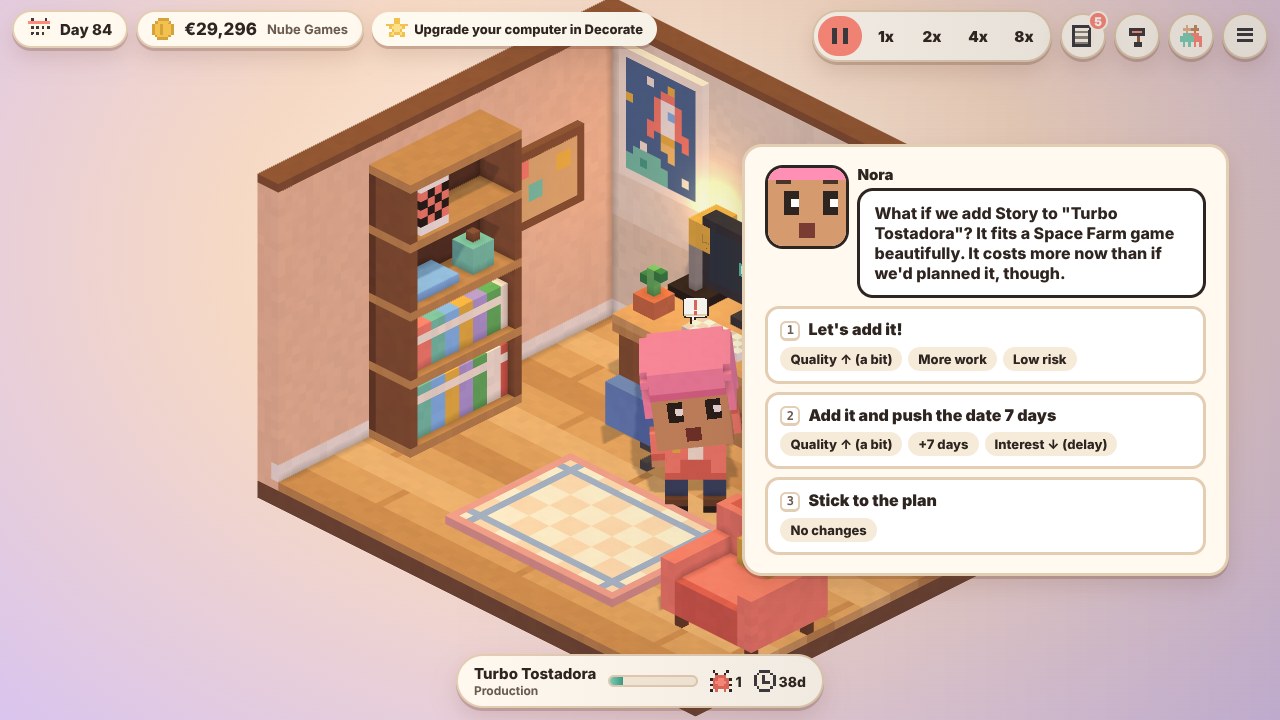 Day 84
€29,296 Nube Games
Upgrade your computer in Decorate
1x 2x 4x 8x
5
Nora
What if we add Story to "Turbo
Tostadora"? It fits a Space Farm game
beautifully. It costs more now than if
we'd planned it, though.
1 Let's add it!
Quality ↑ (a bit) More work Low risk
2 Add it and push the date 7 days
Quality ↑ (a bit) +7 days Interest ↓ (delay)
3 Stick to the plan
No changes
!
Turbo Tostadora
Production
1 38d